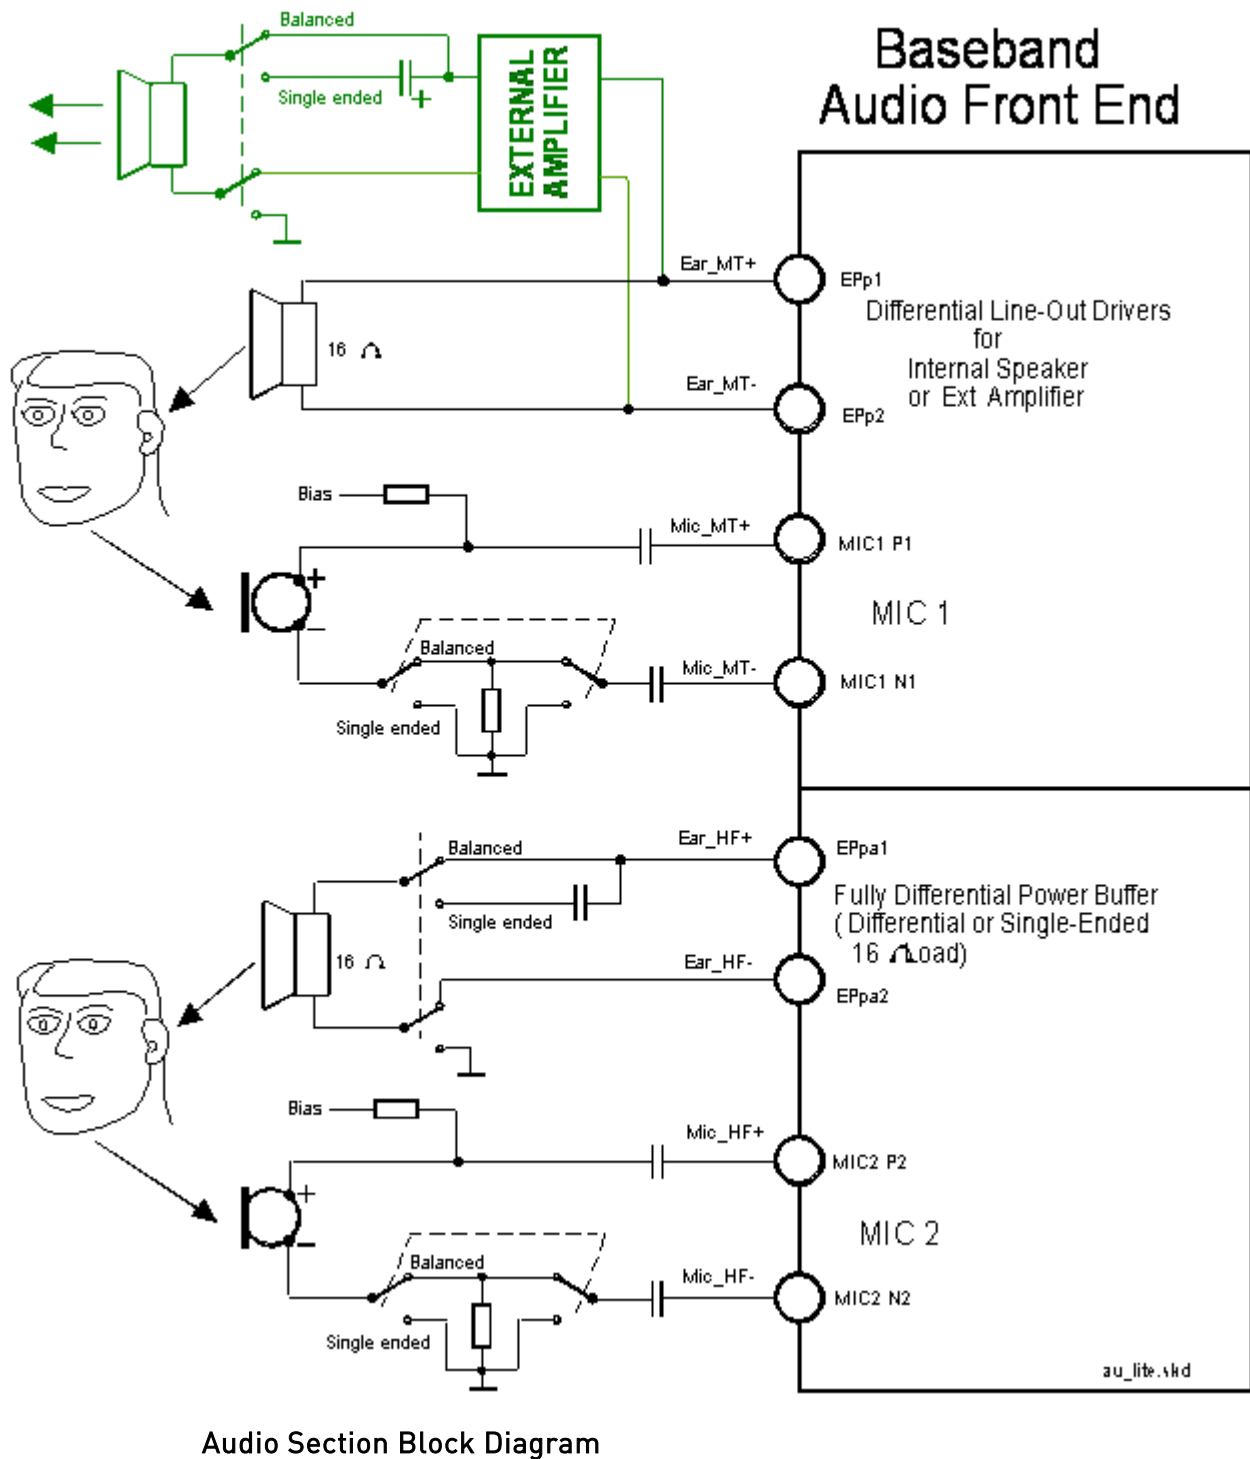 Baseband
Audio Front End
Balanced
Single ended
+
EXTERNAL
AMPLIFIER
Ear_MT+
EPp1
Differential Line-Out Drivers
for
Internal Speaker
or Ext Amplifier
16 Ω
Ear_MT-
EPp2
Bias
Mic_MT+
MIC1 P1
+
MIC 1
–
Balanced
Mic_MT-
MIC1 N1
Single ended
Ear_HF+
EPpa1
Balanced
Fully Differential Power Buffer
( Differential or Single-Ended
16 Ω Load)
Single ended
16 Ω
Ear_HF-
EPpa2
Bias
Mic_HF+
MIC2 P2
+
MIC 2
–
Balanced
Mic_HF-
MIC2 N2
Single ended
au_lite.skd
Audio Section Block Diagram